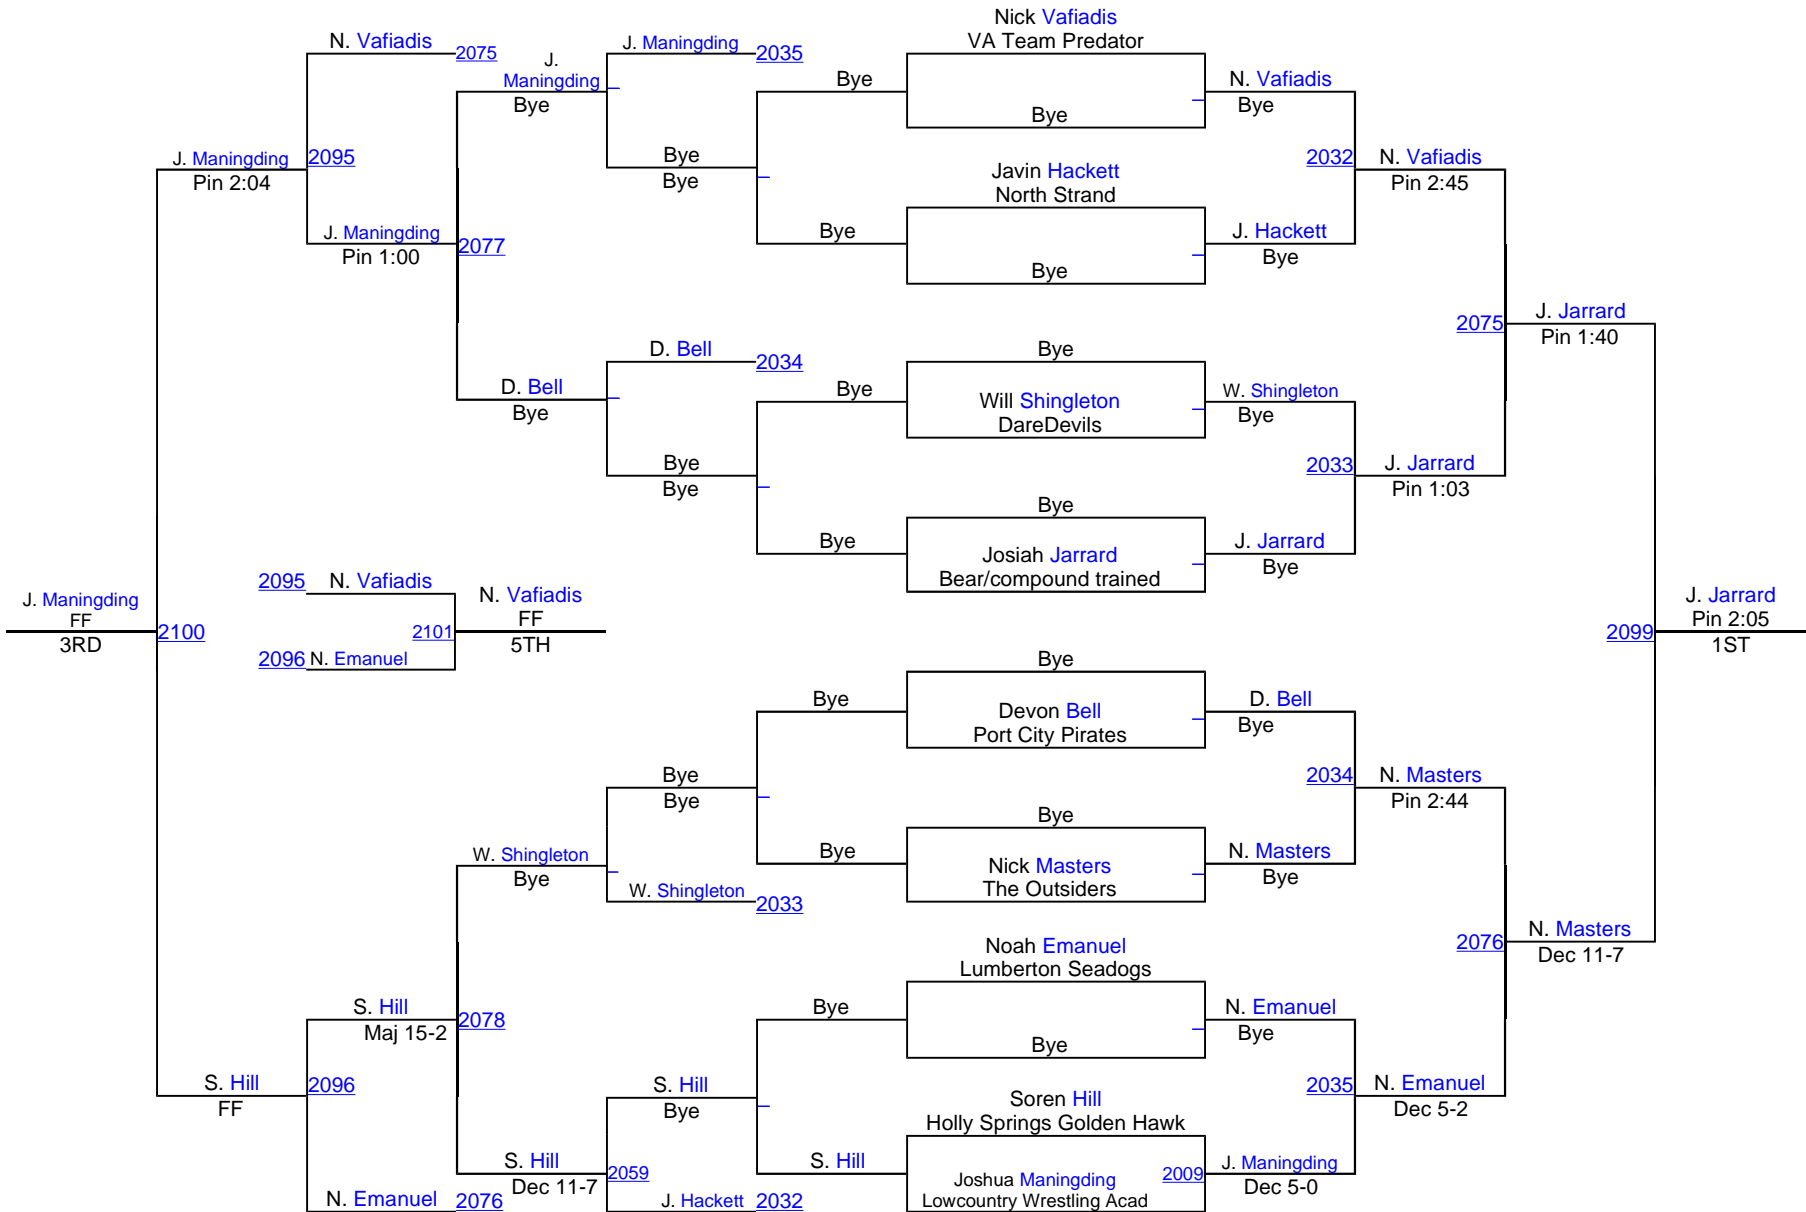 Nick Vafiadis
VA Team Predator
N. Vafiadis
2075
J.
Maningding
Bye
J. Maningding
2035
Bye
Bye
N. Vafiadis
Bye
J. Maningding
Pin 2:04
2095
Bye
Bye
Javin Hackett
North Strand
2032
N. Vafiadis
Pin 2:45
J. Maningding
Pin 1:00
2077
Bye
Bye
J. Hackett
Bye
2075
J. Jarrard
Pin 1:40
D. Bell
2034
Bye
D. Bell
Bye
Bye
Will Shingleton
DareDevils
W. Shingleton
Bye
Bye
Bye
2033
J. Jarrard
Pin 1:03
Bye
Bye
Josiah Jarrard
Bear/compound trained
J. Jarrard
Bye
2095
N. Vafiadis
N. Vafiadis
FF
5TH
2101
2096
N. Emanuel
J. Maningding
FF
3RD
2100
2099
J. Jarrard
Pin 2:05
1ST
Bye
Bye
Devon Bell
Port City Pirates
D. Bell
Bye
Bye
Bye
2034
N. Masters
Pin 2:44
Bye
W. Shingleton
Bye
Bye
Nick Masters
The Outsiders
N. Masters
Bye
W. Shingleton
2033
2076
N. Masters
Dec 11-7
Noah Emanuel
Lumberton Seadogs
S. Hill
Maj 15-2
2078
Bye
Bye
N. Emanuel
Bye
S. Hill
FF
2096
S. Hill
Bye
Soren Hill
Holly Springs Golden Hawk
2035
N. Emanuel
Dec 5-2
S. Hill
Dec 11-7
2059
S. Hill
Joshua Maningding
Lowcountry Wrestling Acad
2009
J. Maningding
Dec 5-0
N. Emanuel
2076
J. Hackett
2032